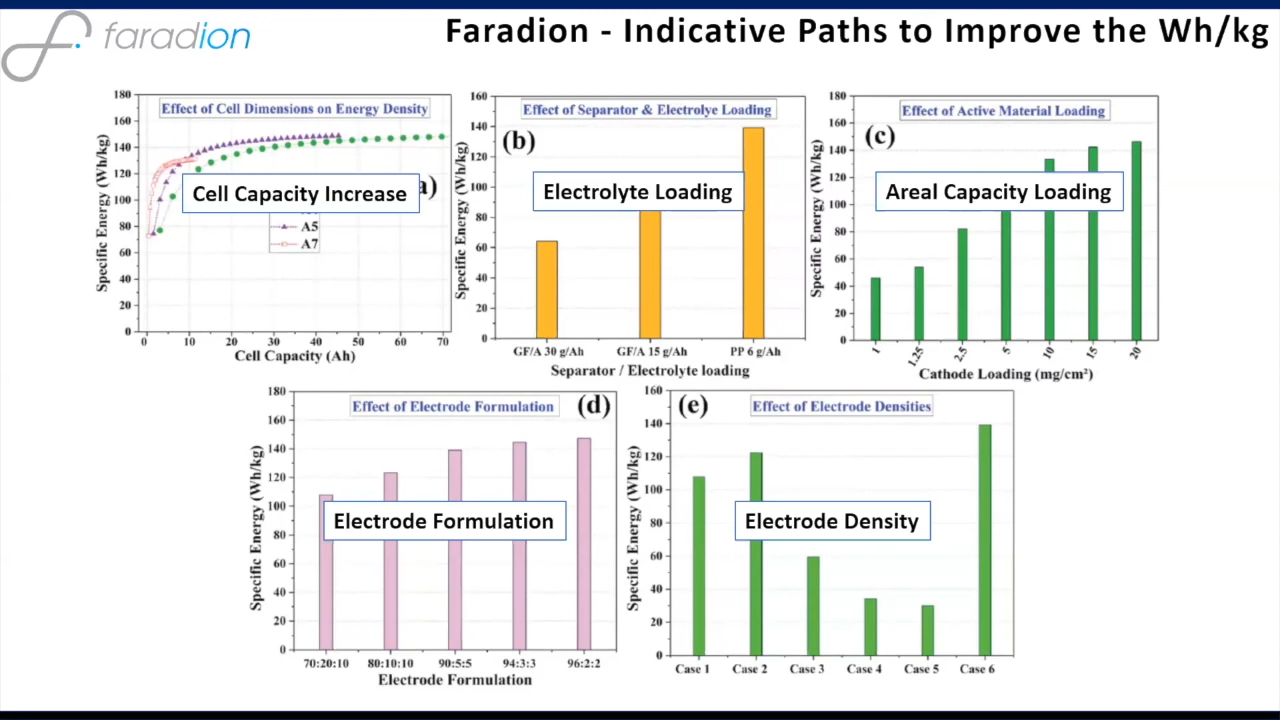 faradion
Faradion - Indicative Paths to Improve the Wh/kg
Effect of Cell Dimensions on Energy Density
Specific Energy (Wh/kg)
180
160
140
120
100
80
60
40
20
0
Cell Capacity Increase
a)
A5
A7
0 10 20 30 40 50 60 70
Cell Capacity (Ah)
Effect of Separator & Electrolye Loading
(b)
Specific Energy (Wh/kg)
160
140
120
100
80
60
40
20
0
Electrolyte Loading
GF/A 30 g/Ah GF/A 15 g/Ah PP 6 g/Ah
Separator / Electrolyte loading
Effect of Active Material Loading
(c)
Specific Energy (Wh/kg)
180
160
140
120
100
80
60
40
20
0
Areal Capacity Loading
1 1.25 2.5 5 10 15 20
Cathode Loading (mg/cm²)
Effect of Electrode Formulation
(d)
Specific Energy (Wh/kg)
180
160
140
120
100
80
60
40
20
0
Electrode Formulation
70:20:10 80:10:10 90:5:5 94:3:3 96:2:2
Electrode Formulation
(e)
Effect of Electrode Densities
Specific Energy (Wh/kg)
160
140
120
100
80
60
40
20
0
Electrode Density
Case 1 Case 2 Case 3 Case 4 Case 5 Case 6